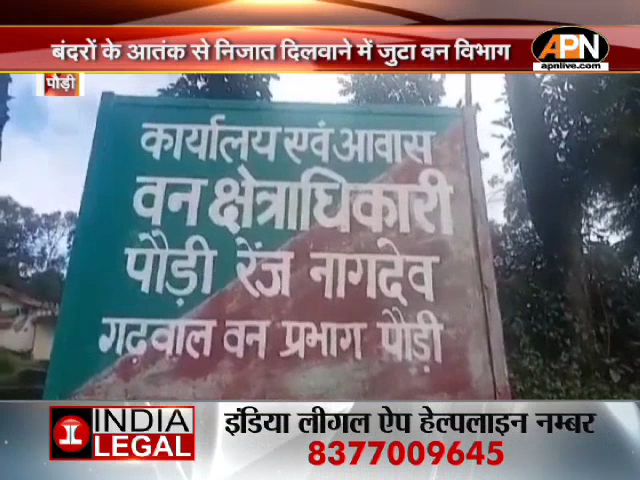 बंदरों के आतंक से निजात दिलवाने में जुटा वन विभाग
APN
apnlive.com
पौड़ी
कार्यालय एवं आवास
वन क्षेत्राधिकारी
पौड़ी रेंज नागदेव
गढ़वाल वन प्रभाग पौड़ी
INDIA LEGAL
इंडिया लीगल ऐप हेल्पलाइन नम्बर
8377009645